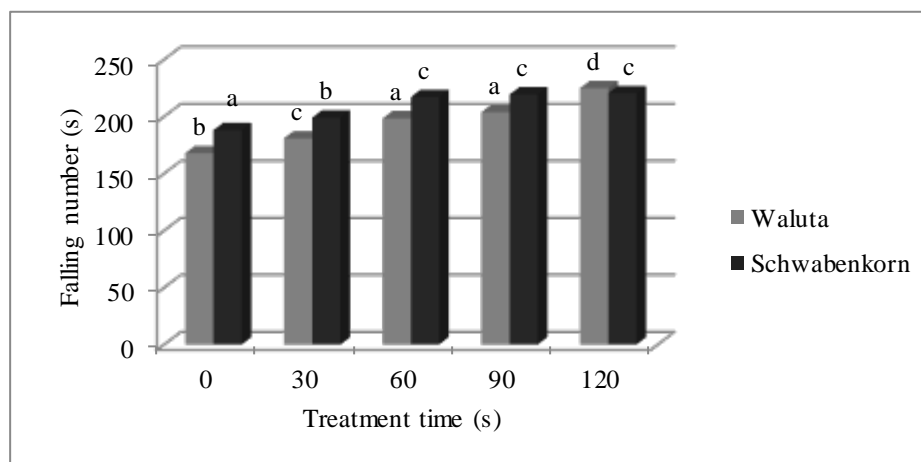 250
200
150
100
50
0
Falling number (s)
b a c b a c a c d c
0 30 60 90 120
Treatment time (s)
Waluta
Schwabenkorn